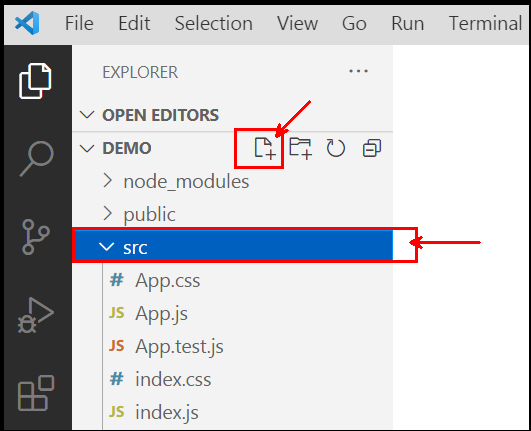 File Edit Selection View Go Run Terminal
EXPLORER ...
OPEN EDITORS
DEMO
node_modules
public
src
# App.css
JS App.js
JS App.test.js
# index.css
JS index.js